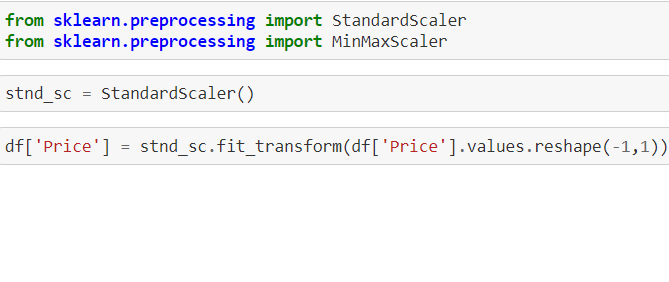 from sklearn.preprocessing import StandardScaler
from sklearn.preprocessing import MinMaxScaler
stnd_sc = StandardScaler()
df['Price'] = stnd_sc.fit_transform(df['Price'].values.reshape(-1,1))